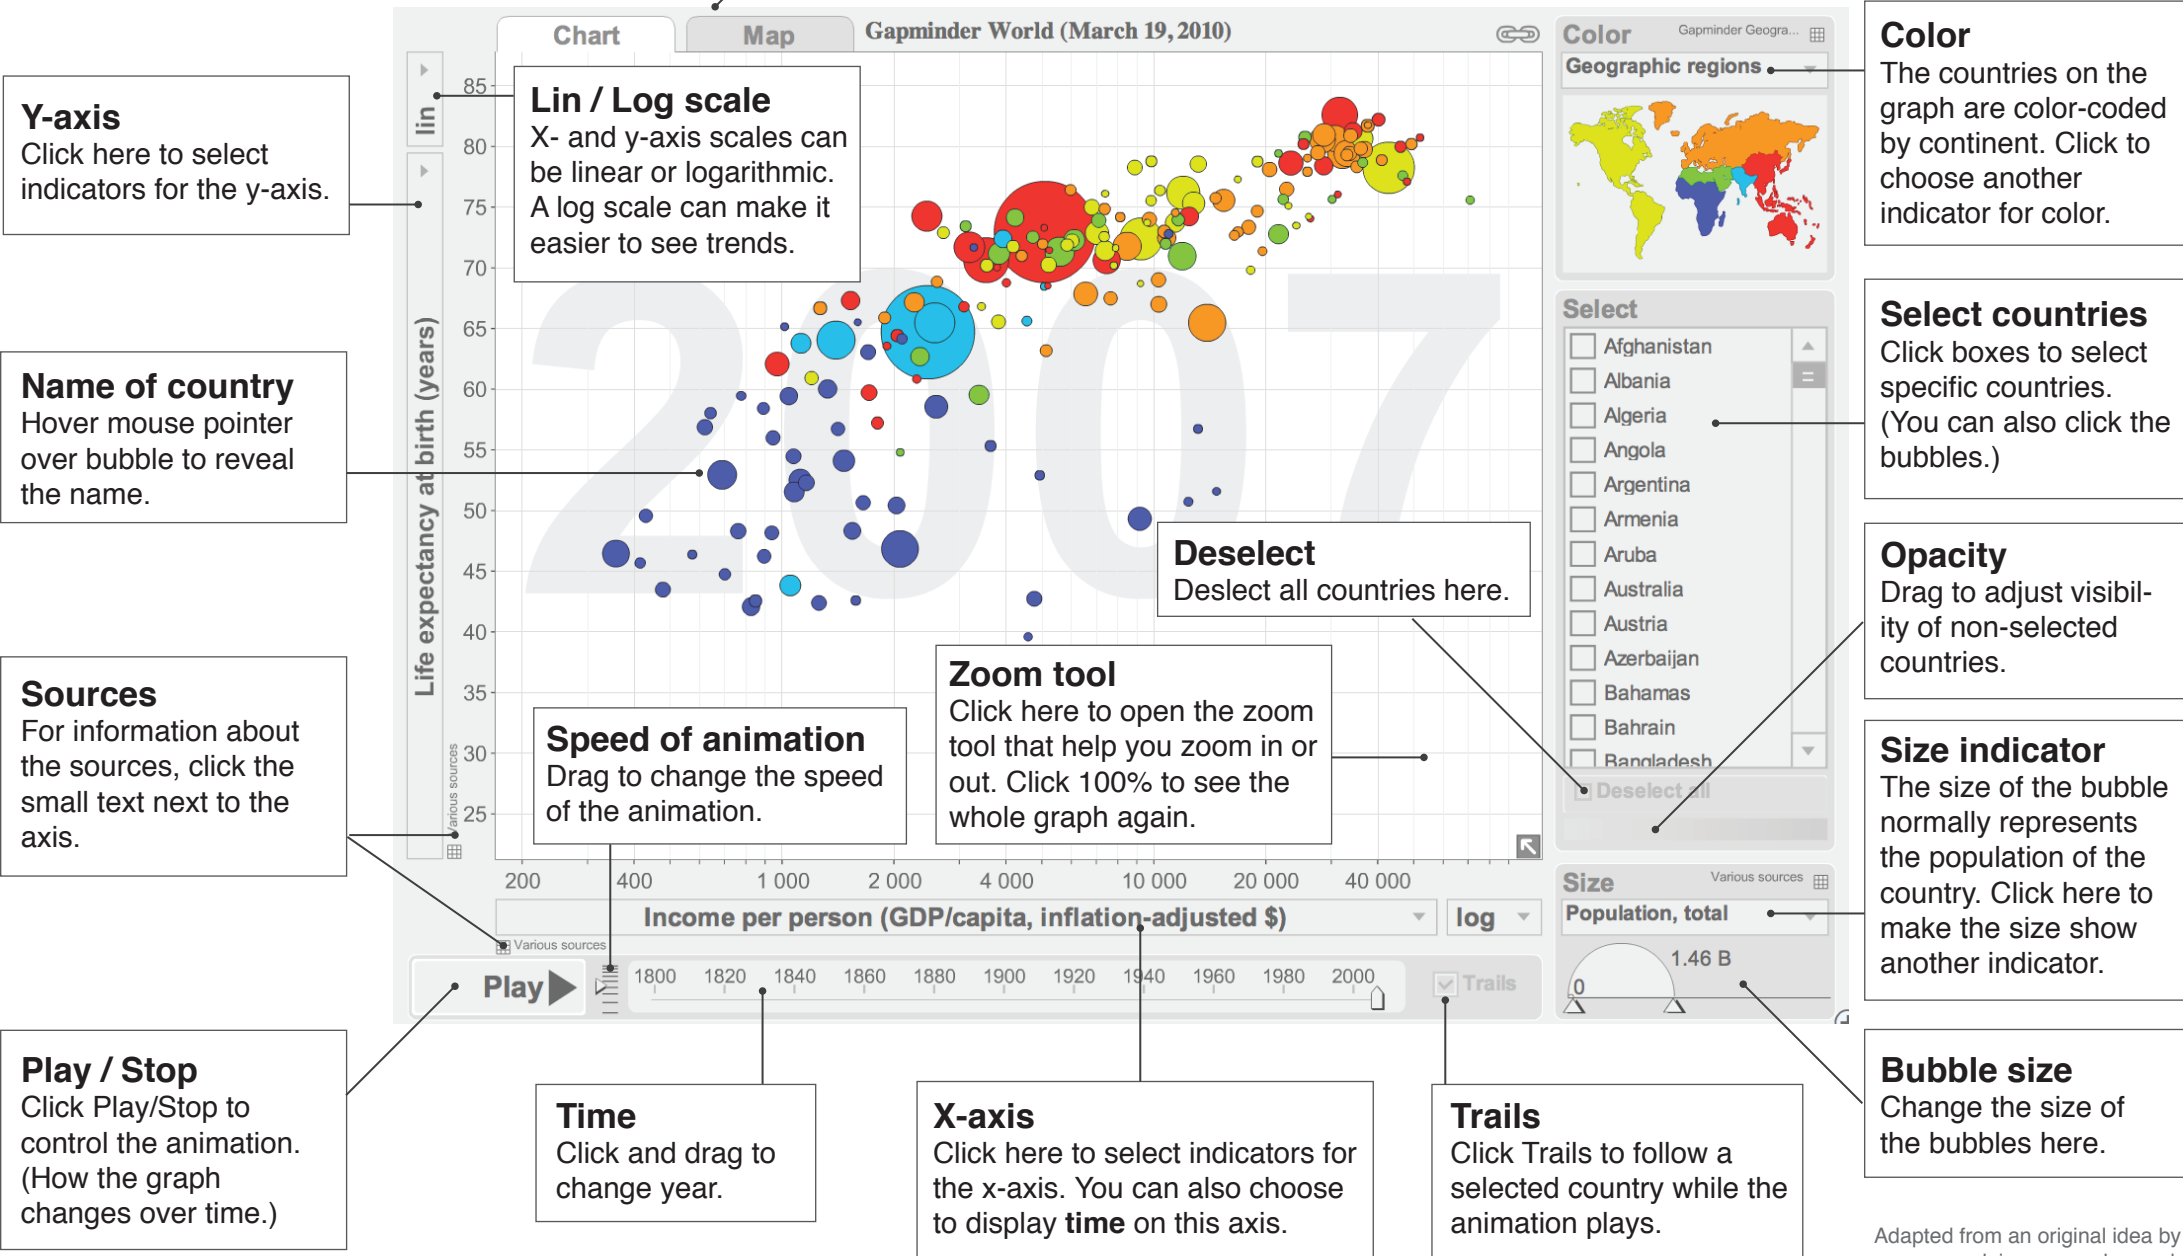 Chart
Map
Gapminder World (March 19, 2010)
Color
Gapminder Geogra...
Geographic regions
Color
The countries on the
graph are color-coded
by continent. Click to
choose another
indicator for color.
Y-axis
Click here to select
indicators for the y-axis.
lin
Lin / Log scale
X- and y-axis scales can
be linear or logarithmic.
A log scale can make it
easier to see trends.
85
80
75
70
65
60
55
50
45
40
35
30
25
2007
Life expectancy at birth (years)
Various sources
Name of country
Hover mouse pointer
over bubble to reveal
the name.
Sources
For information about
the sources, click the
small text next to the
axis.
Select
Afghanistan
Albania
Algeria
Angola
Argentina
Armenia
Aruba
Australia
Austria
Azerbaijan
Bahamas
Bahrain
Bangladesh
Deselect all
Select countries
Click boxes to select
specific countries.
(You can also click the
bubbles.)
Deselect
Deslect all countries here.
Opacity
Drag to adjust visibil-
ity of non-selected
countries.
Zoom tool
Click here to open the zoom
tool that help you zoom in or
out. Click 100% to see the
whole graph again.
Speed of animation
Drag to change the speed
of the animation.
Size indicator
The size of the bubble
normally represents
the population of the
country. Click here to
make the size show
another indicator.
200 400 1 000 2 000 4 000 10 000 20 000 40 000
Income per person (GDP/capita, inflation-adjusted $)
log
Various sources
Size
Various sources
Population, total
1.46 B
0
Play
1800 1820 1840 1860 1880 1900 1920 1940 1960 1980 2000
Trails
Play / Stop
Click Play/Stop to
control the animation.
(How the graph
changes over time.)
Time
Click and drag to
change year.
X-axis
Click here to select indicators for
the x-axis. You can also choose
to display time on this axis.
Trails
Click Trails to follow a
selected country while the
animation plays.
Bubble size
Change the size of
the bubbles here.
Adapted from an original idea by